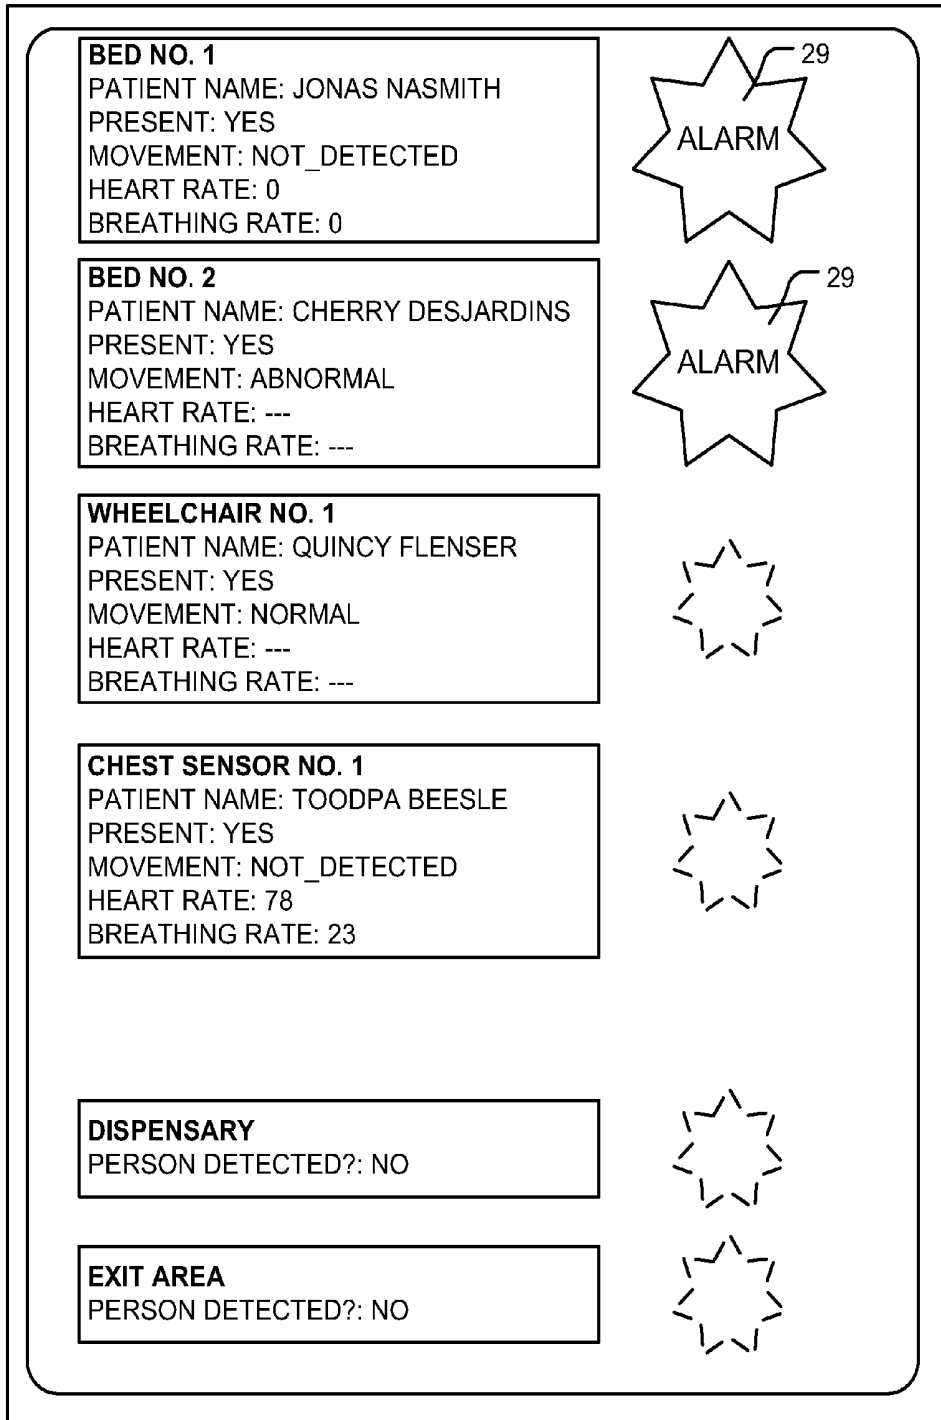 BED NO. 1
PATIENT NAME: JONAS NASMITH
PRESENT: YES
MOVEMENT: NOT_DETECTED
HEART RATE: 0
BREATHING RATE: 0
29
ALARM
BED NO. 2
PATIENT NAME: CHERRY DESJARDINS
PRESENT: YES
MOVEMENT: ABNORMAL
HEART RATE: ---
BREATHING RATE: ---
29
ALARM
WHEELCHAIR NO. 1
PATIENT NAME: QUINCY FLENSER
PRESENT: YES
MOVEMENT: NORMAL
HEART RATE: ---
BREATHING RATE: ---
CHEST SENSOR NO. 1
PATIENT NAME: TOODPA BEESLE
PRESENT: YES
MOVEMENT: NOT_DETECTED
HEART RATE: 78
BREATHING RATE: 23
DISPENSARY
PERSON DETECTED?: NO
EXIT AREA
PERSON DETECTED?: NO